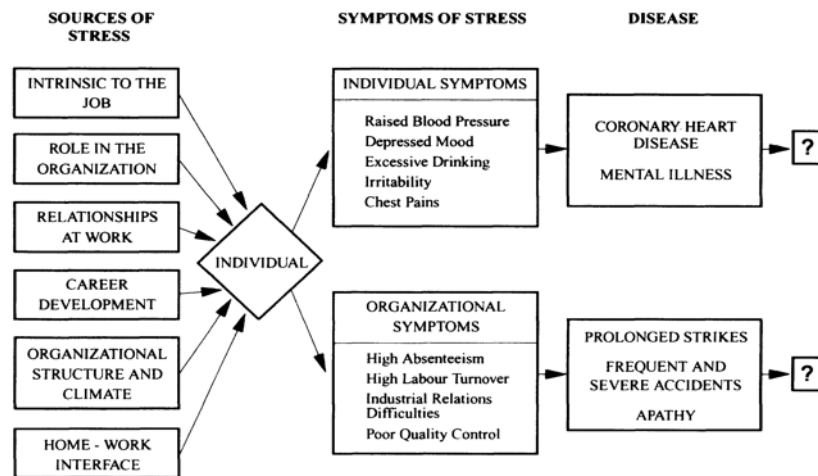 SOURCES OF
STRESS
SYMPTOMS OF STRESS
DISEASE
INTRINSIC TO THE
JOB
ROLE IN THE
ORGANIZATION
RELATIONSHIPS
AT WORK
CAREER
DEVELOPMENT
ORGANIZATIONAL
STRUCTURE AND
CLIMATE
HOME - WORK
INTERFACE
INDIVIDUAL
INDIVIDUAL SYMPTOMS
Raised Blood Pressure
Depressed Mood
Excessive Drinking
Irritability
Chest Pains
ORGANIZATIONAL
SYMPTOMS
High Absenteeism
High Labour Turnover
Industrial Relations
Difficulties
Poor Quality Control
CORONARY HEART
DISEASE
MENTAL ILLNESS
?
PROLONGED STRIKES
FREQUENT AND
SEVERE ACCIDENTS
APATHY
?